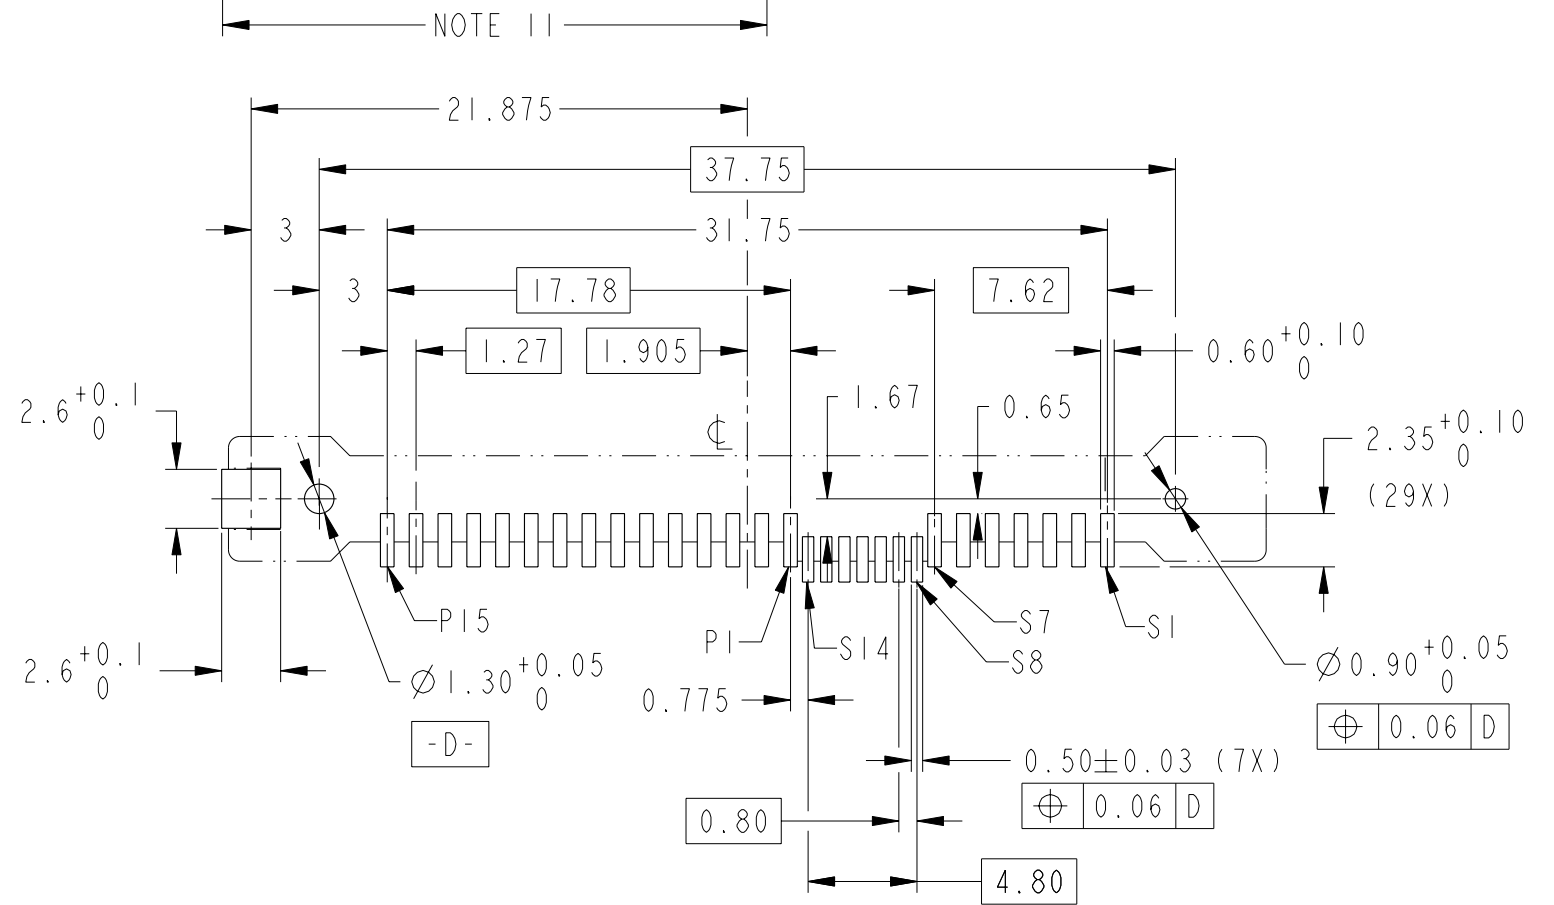 NOTE 11
21.875
37.75
3
31.75
3
17.78
7.62
1.27
1.905
0.60 +0.10
0
2.6 +0.1
0
1.67
0.65
℄
2.35 +0.10
0
(29X)
P15
P1
S14
S7
S8
S1
2.6 +0.1
0
⌀1.30 +0.05
0
-D-
0.775
⌀0.90 +0.05
0
⌖ 0.06 D
0.50±0.03 (7X)
⌖ 0.06 D
0.80
4.80